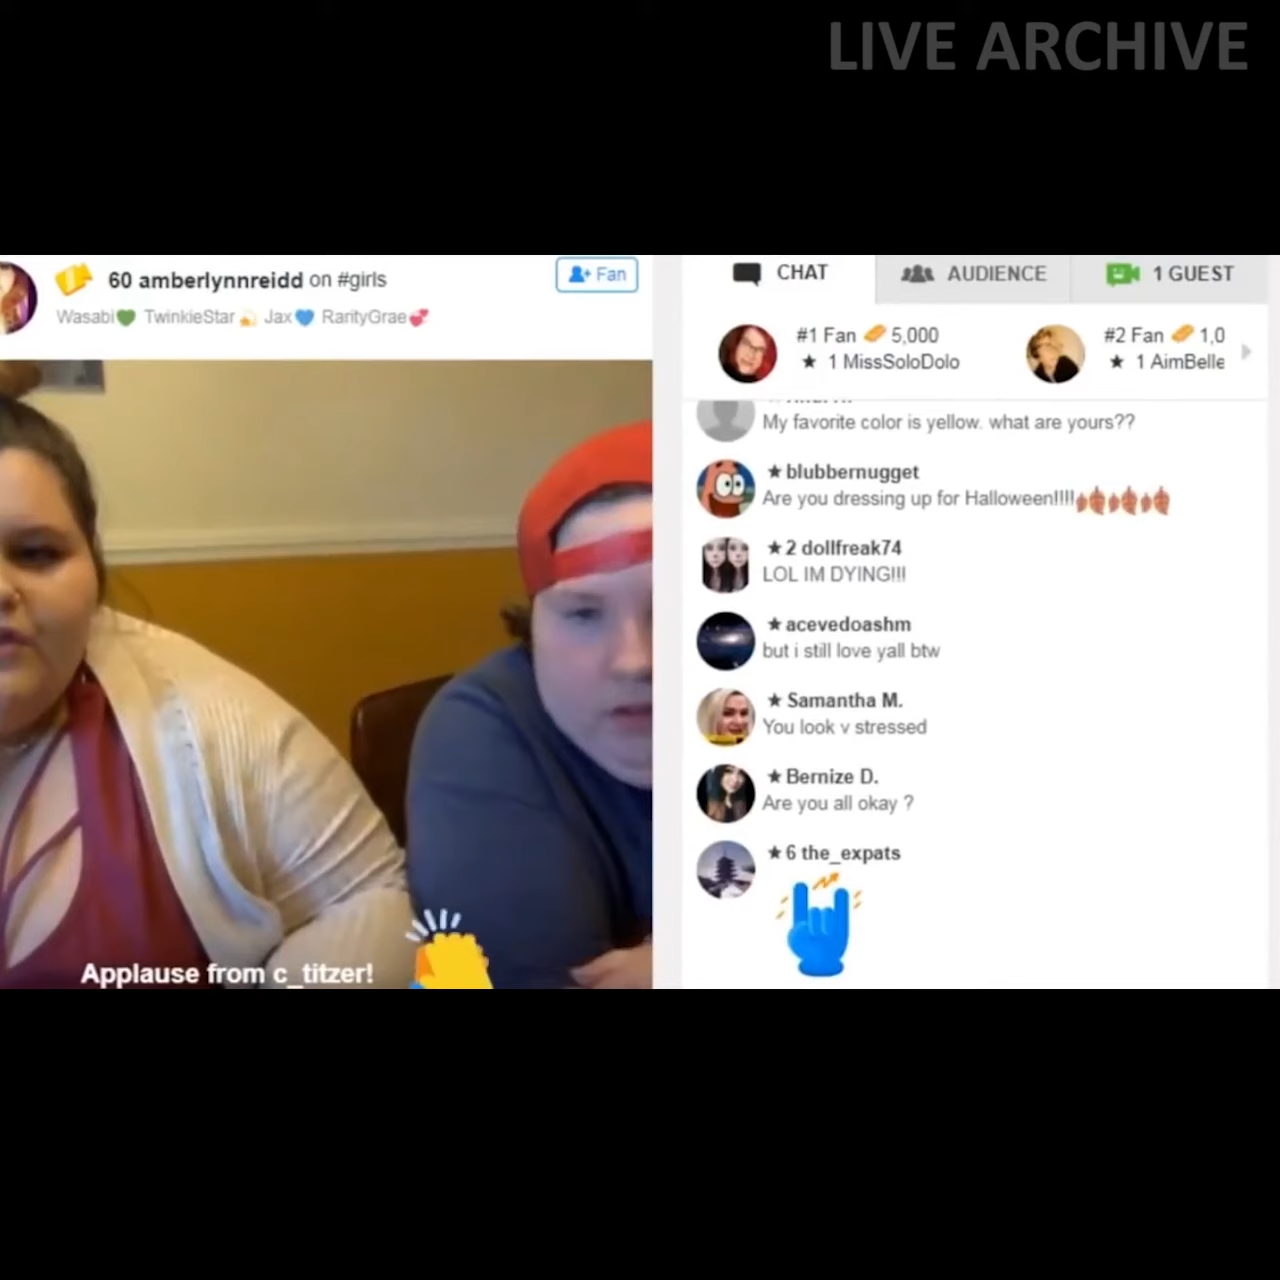 LIVE ARCHIVE
60 amberlynnreidd on #girls
Fan
Wasabi💚 TwinkieStar💫 Jax💙 RarityGrae💞
CHAT
AUDIENCE
1 GUEST
#1 Fan 5,000
★ 1 MissSoloDolo
#2 Fan 1,0
★ 1 AimBelle
My favorite color is yellow. what are yours??
★ blubbernugget
Are you dressing up for Halloween!!!!🍂🍂🍂
★ 2 dollfreak74
LOL IM DYING!!!
★ acevedoashm
but i still love yall btw
★ Samantha M.
You look v stressed
★ Bernize D.
Are you all okay ?
★ 6 the_expats
Applause from c_titzer!